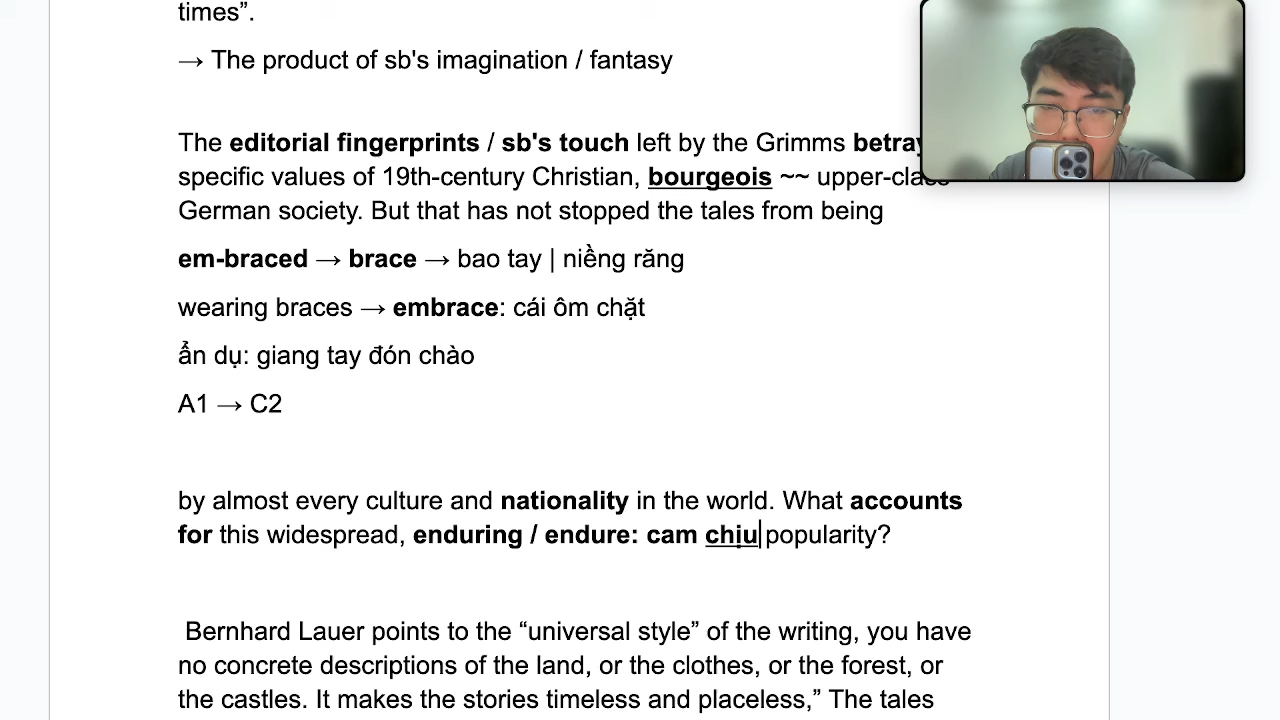 times”.
→ The product of sb's imagination / fantasy
The editorial fingerprints / sb's touch left by the Grimms betray
specific values of 19th-century Christian, bourgeois ~~ upper-class
German society. But that has not stopped the tales from being
em-braced → brace → bao tay | niềng răng
wearing braces → embrace: cái ôm chặt
ẩn dụ: giang tay đón chào
A1 → C2
by almost every culture and nationality in the world. What accounts
for this widespread, enduring / endure: cam chịu popularity?
Bernhard Lauer points to the “universal style” of the writing, you have
no concrete descriptions of the land, or the clothes, or the forest, or
the castles. It makes the stories timeless and placeless,” The tales